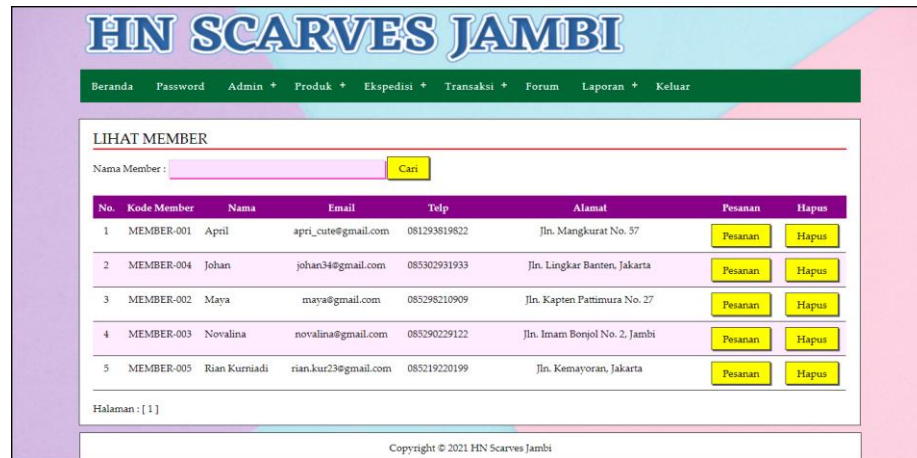 HN SCARVES JAMBI
Beranda Password Admin + Produk + Ekspedisi + Transaksi + Forum Laporan + Keluar
LIHAT MEMBER
Nama Member : Cari
No. Kode Member Nama Email Telp Alamat Pesanan Hapus
1 MEMBER-001 April apri_cute@gmail.com 081293819822 Jln. Mangkurat No. 57 Pesanan Hapus
2 MEMBER-004 Johan johan34@gmail.com 085302931933 Jln. Lingkar Banten, Jakarta Pesanan Hapus
3 MEMBER-002 Maya maya@gmail.com 085298210909 Jln. Kapten Pattimura No. 27 Pesanan Hapus
4 MEMBER-003 Novalina novalina@gmail.com 085290229122 Jln. Imam Bonjol No. 2, Jambi Pesanan Hapus
5 MEMBER-005 Rian Kurniadi rian.kur23@gmail.com 085219220199 Jln. Kemayoran, Jakarta Pesanan Hapus
Halaman : [ 1 ]
Copyright © 2021 HN Scarves Jambi